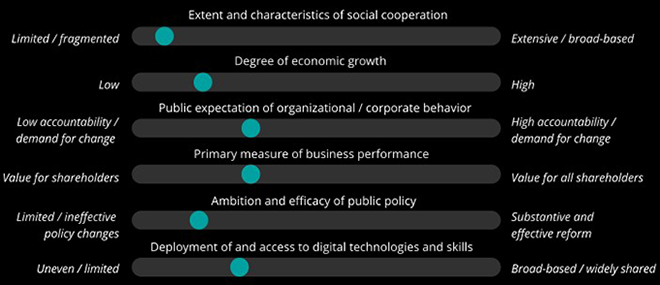 Extent and characteristics of social cooperation
Limited / fragmented
Extensive / broad-based
Degree of economic growth
Low
High
Public expectation of organizational / corporate behavior
Low accountability /
demand for change
High accountability /
demand for change
Primary measure of business performance
Value for shareholders
Value for all shareholders
Ambition and efficacy of public policy
Limited / ineffective
policy changes
Substantive and
effective reform
Deployment of and access to digital technologies and skills
Uneven / limited
Broad-based / widely shared